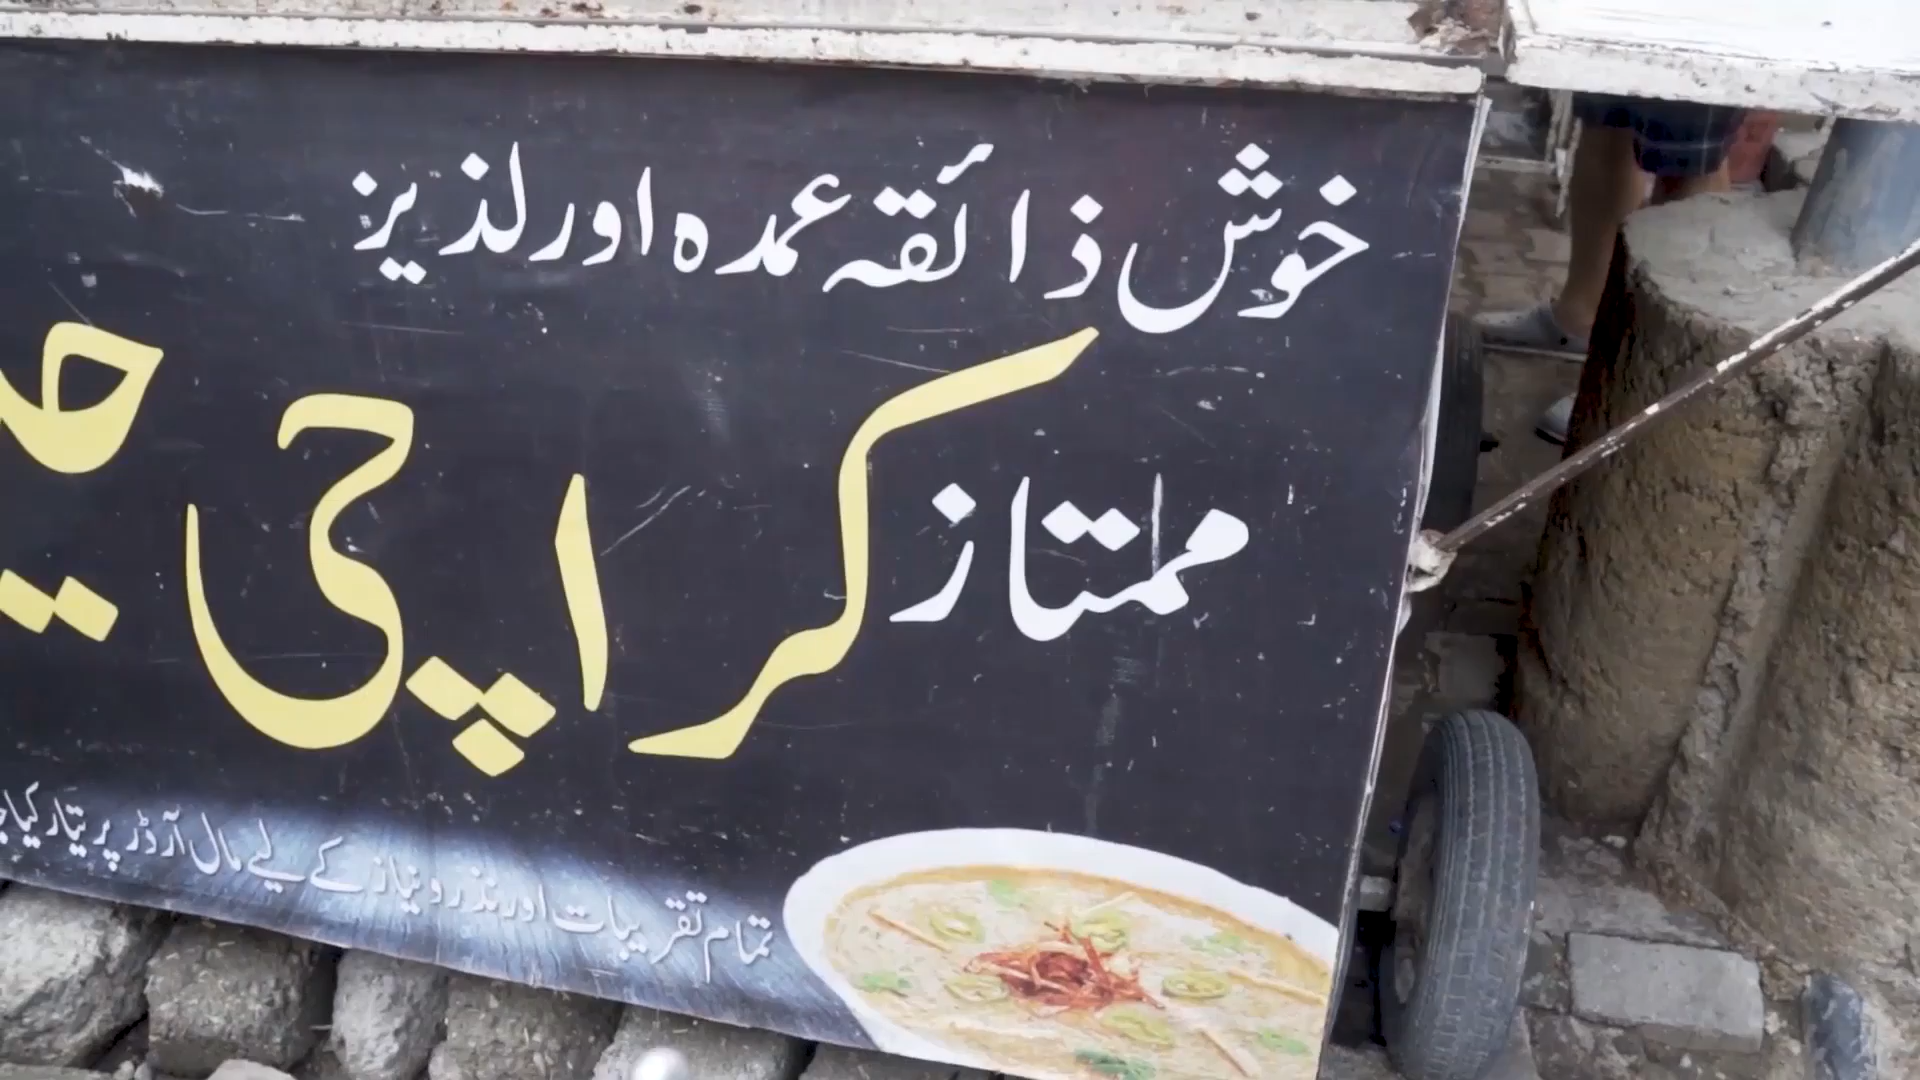 خوش ذائقہ عمدہ اور لذیز
ممتاز کراچی
تمام تقریبات اور نذر و نیاز کے لیے مال آرڈر پر تیار کیا